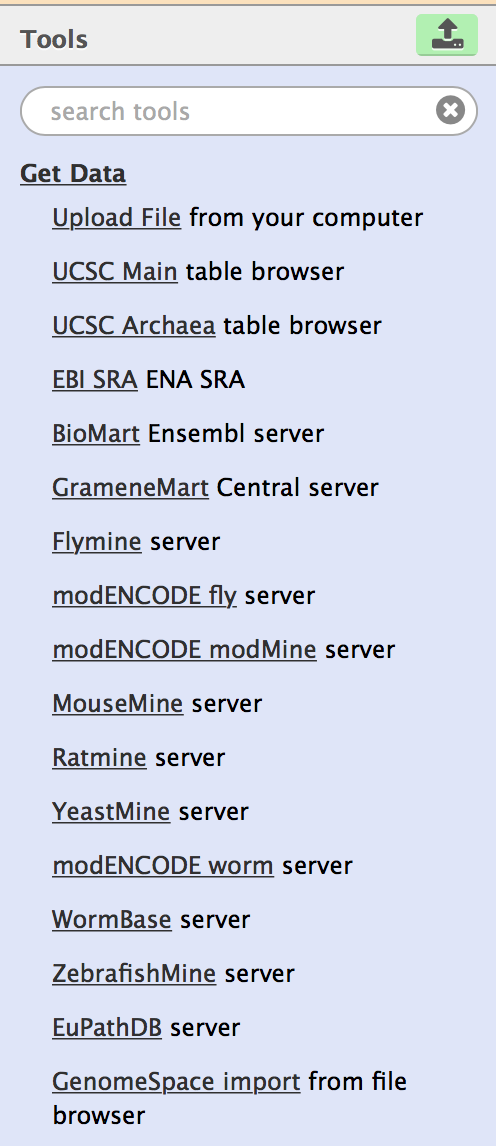 Tools
search tools
Get Data
Upload File from your computer
UCSC Main table browser
UCSC Archaea table browser
EBI SRA ENA SRA
BioMart Ensembl server
GrameneMart Central server
Flymine server
modENCODE fly server
modENCODE modMine server
MouseMine server
Ratmine server
YeastMine server
modENCODE worm server
WormBase server
ZebrafishMine server
EuPathDB server
GenomeSpace import from file
browser